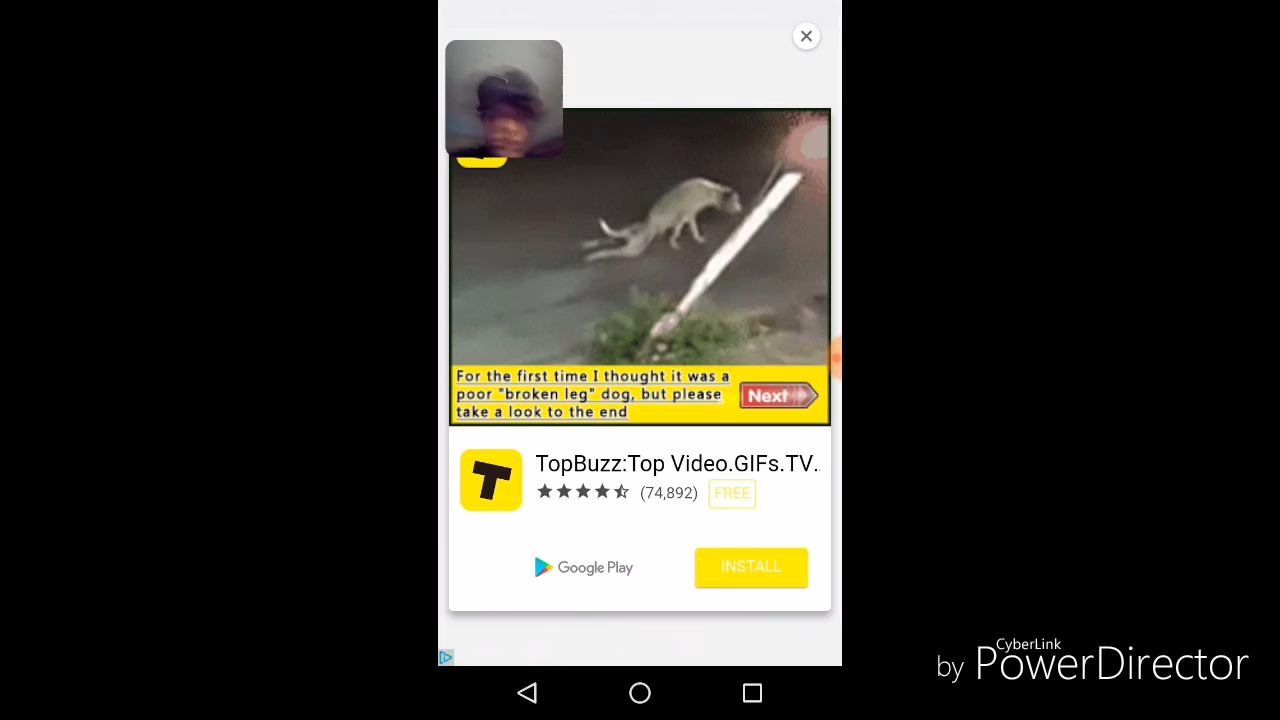 For the first time I thought it was a
poor "broken leg" dog, but please
take a look to the end
Next
TopBuzz:Top Video.GIFs.TV.
(74,892) FREE
Google Play
INSTALL
CyberLink
by PowerDirector